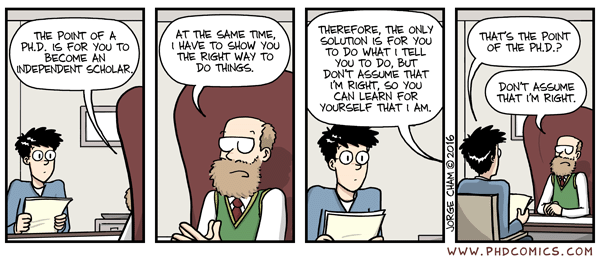 THE POINT OF A
PH.D. IS FOR YOU TO
BECOME AN
INDEPENDENT SCHOLAR.
AT THE SAME TIME,
I HAVE TO SHOW YOU
THE RIGHT WAY TO
DO THINGS.
THEREFORE, THE ONLY
SOLUTION IS FOR YOU
TO DO WHAT I TELL
YOU TO DO, BUT
DON'T ASSUME THAT
I'M RIGHT, SO YOU
CAN LEARN FOR
YOURSELF THAT I AM.
THAT'S THE POINT
OF THE PH.D.?
DON'T ASSUME
THAT I'M RIGHT.
JORGE CHAM © 2016
WWW.PHDCOMICS.COM